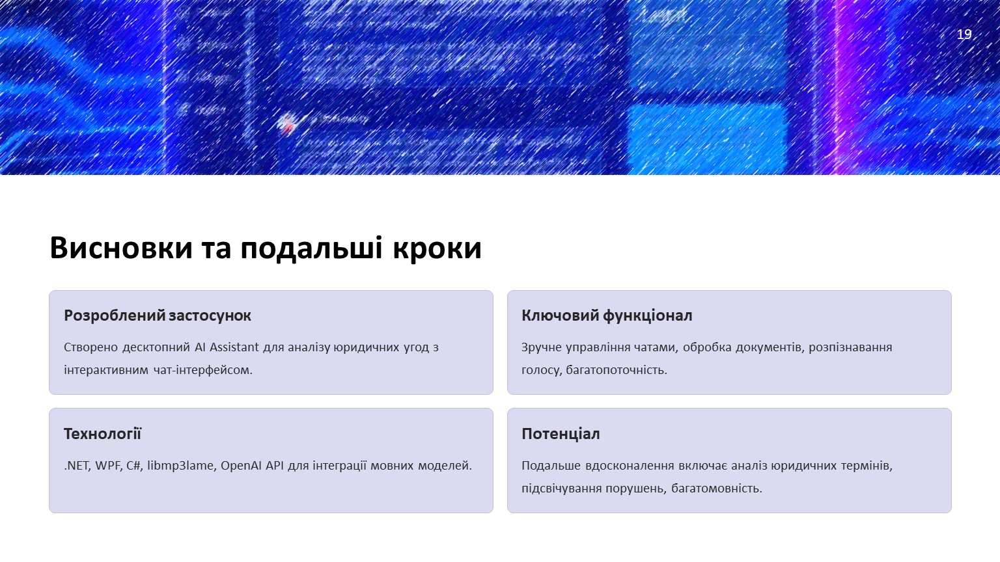 19
Висновки та подальші кроки
Розроблений застосунок
Створено десктопний AI Assistant для аналізу юридичних угод з
інтерактивним чат-інтерфейсом.
Ключовий функціонал
Зручне управління чатами, обробка документів, розпізнавання
голосу, багатопоточність.
Технології
.NET, WPF, C#, libmp3lame, OpenAI API для інтеграції мовних моделей.
Потенціал
Подальше вдосконалення включає аналіз юридичних термінів,
підсвічування порушень, багатомовність.